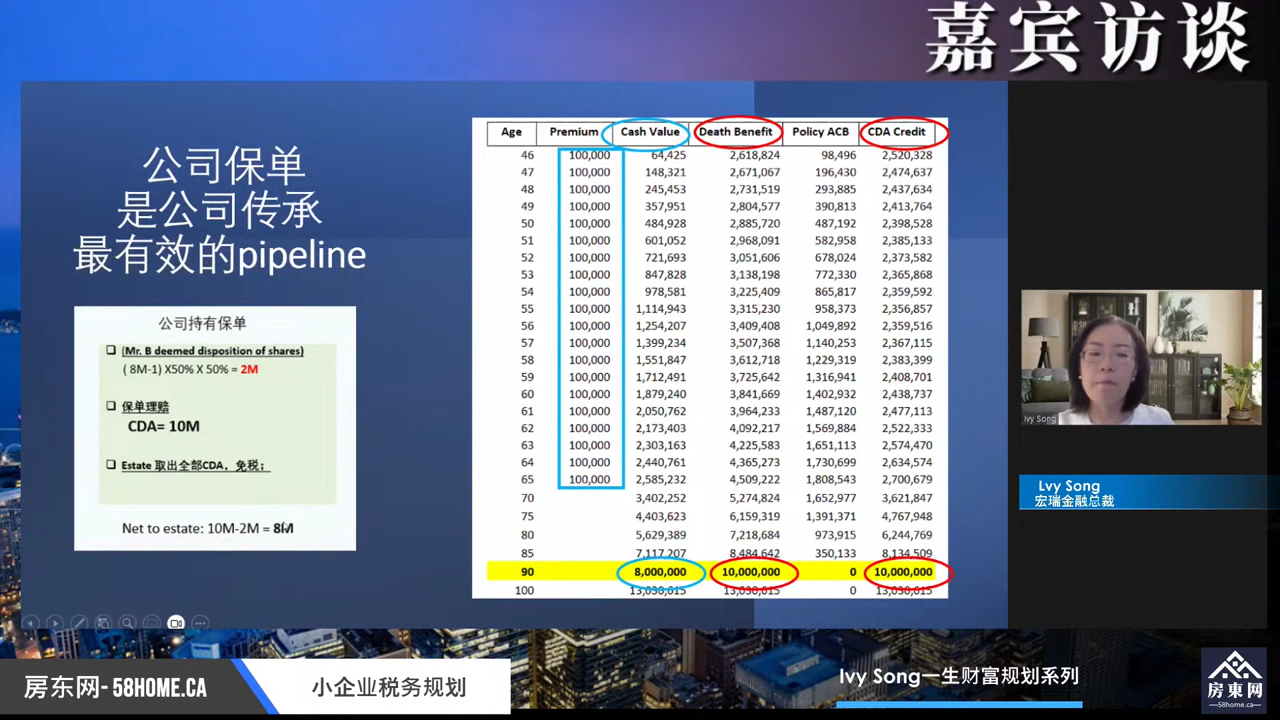 嘉宾访谈
公司保单
是公司传承
最有效的pipeline
公司持有保单
(Mr. B deemed disposition of shares)
( 8M-1) X50% X 50% = 2M
保单理赔
CDA= 10M
Estate 取出全部CDA，免税；
Net to estate: 10M-2M = 8M
Age Premium Cash Value Death Benefit Policy ACB CDA Credit
46 100,000 64,425 2,618,824 98,496 2,520,328
47 100,000 148,321 2,671,067 196,430 2,474,637
48 100,000 245,453 2,731,519 293,885 2,437,634
49 100,000 357,951 2,804,577 390,813 2,413,764
50 100,000 484,928 2,885,720 487,192 2,398,528
51 100,000 601,052 2,968,091 582,958 2,385,133
52 100,000 721,693 3,051,606 678,024 2,373,582
53 100,000 847,828 3,138,198 772,330 2,365,868
54 100,000 978,581 3,225,409 865,817 2,359,592
55 100,000 1,114,943 3,315,230 958,373 2,356,857
56 100,000 1,254,207 3,409,408 1,049,892 2,359,516
57 100,000 1,399,234 3,507,368 1,140,253 2,367,115
58 100,000 1,551,847 3,612,718 1,229,319 2,383,399
59 100,000 1,712,491 3,725,642 1,316,941 2,408,701
60 100,000 1,879,240 3,841,669 1,402,932 2,438,737
61 100,000 2,050,762 3,964,233 1,487,120 2,477,113
62 100,000 2,173,403 4,092,217 1,569,884 2,522,333
63 100,000 2,303,163 4,225,583 1,651,113 2,574,470
64 100,000 2,440,761 4,365,273 1,730,699 2,634,574
65 100,000 2,585,232 4,509,222 1,808,543 2,700,679
70 3,402,252 5,274,824 1,652,977 3,621,847
75 4,403,623 6,159,319 1,391,371 4,767,948
80 5,629,389 7,218,684 973,915 6,244,769
85 7,117,207 8,484,642 350,133 8,134,509
90 8,000,000 10,000,000 0 10,000,000
100 13,030,615 13,030,615 0 13,030,615
Ivy Song
Lvy Song
宏瑞金融总裁
房东网- 58HOME.CA
小企业税务规划
Ivy Song一生财富规划系列
房東网
58home.ca